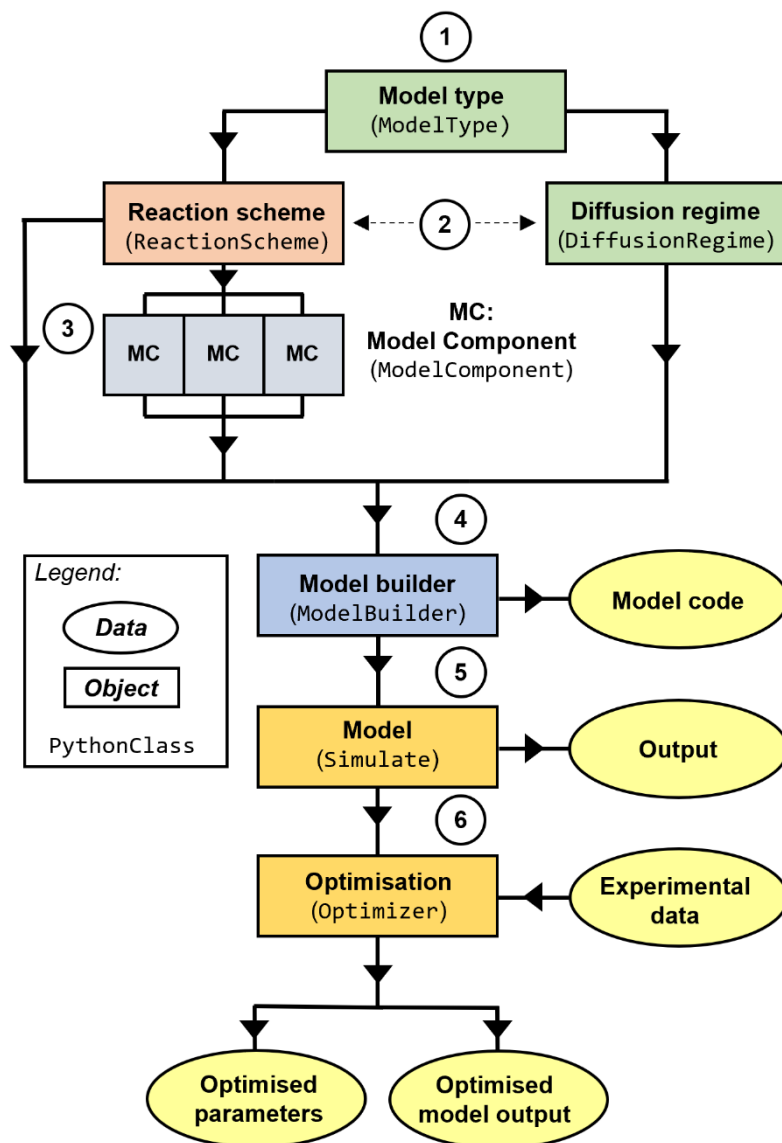 1
Model type
(ModelType)
Reaction scheme
(ReactionScheme)
2
Diffusion regime
(DiffusionRegime)
3
MC
MC
MC
MC:
Model Component
(ModelComponent)
4
Legend:
Data
Object
PythonClass
Model builder
(ModelBuilder)
Model code
5
Model
(Simulate)
Output
6
Optimisation
(Optimizer)
Experimental
data
Optimised
parameters
Optimised
model output